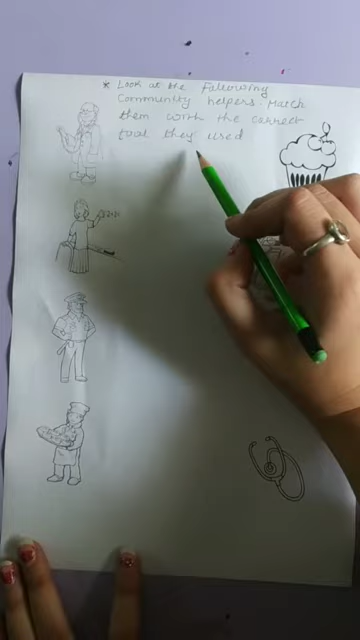 * Look at the Following
Community helpers. Match
them with the correct
tool they used